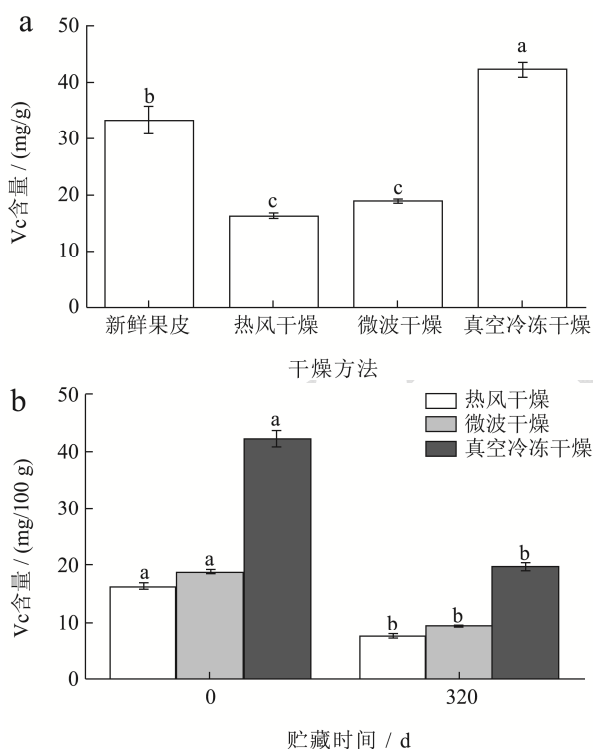 a
50
40
30
20
10
0
Vc含量 / (mg/g)
b
c
c
a
新鲜果皮 热风干燥 微波干燥 真空冷冻干燥
干燥方法
b
50
40
30
20
10
0
Vc含量 / (mg/100 g)
热风干燥
微波干燥
真空冷冻干燥
a
a
a
b
b
b
0 320
贮藏时间 / d